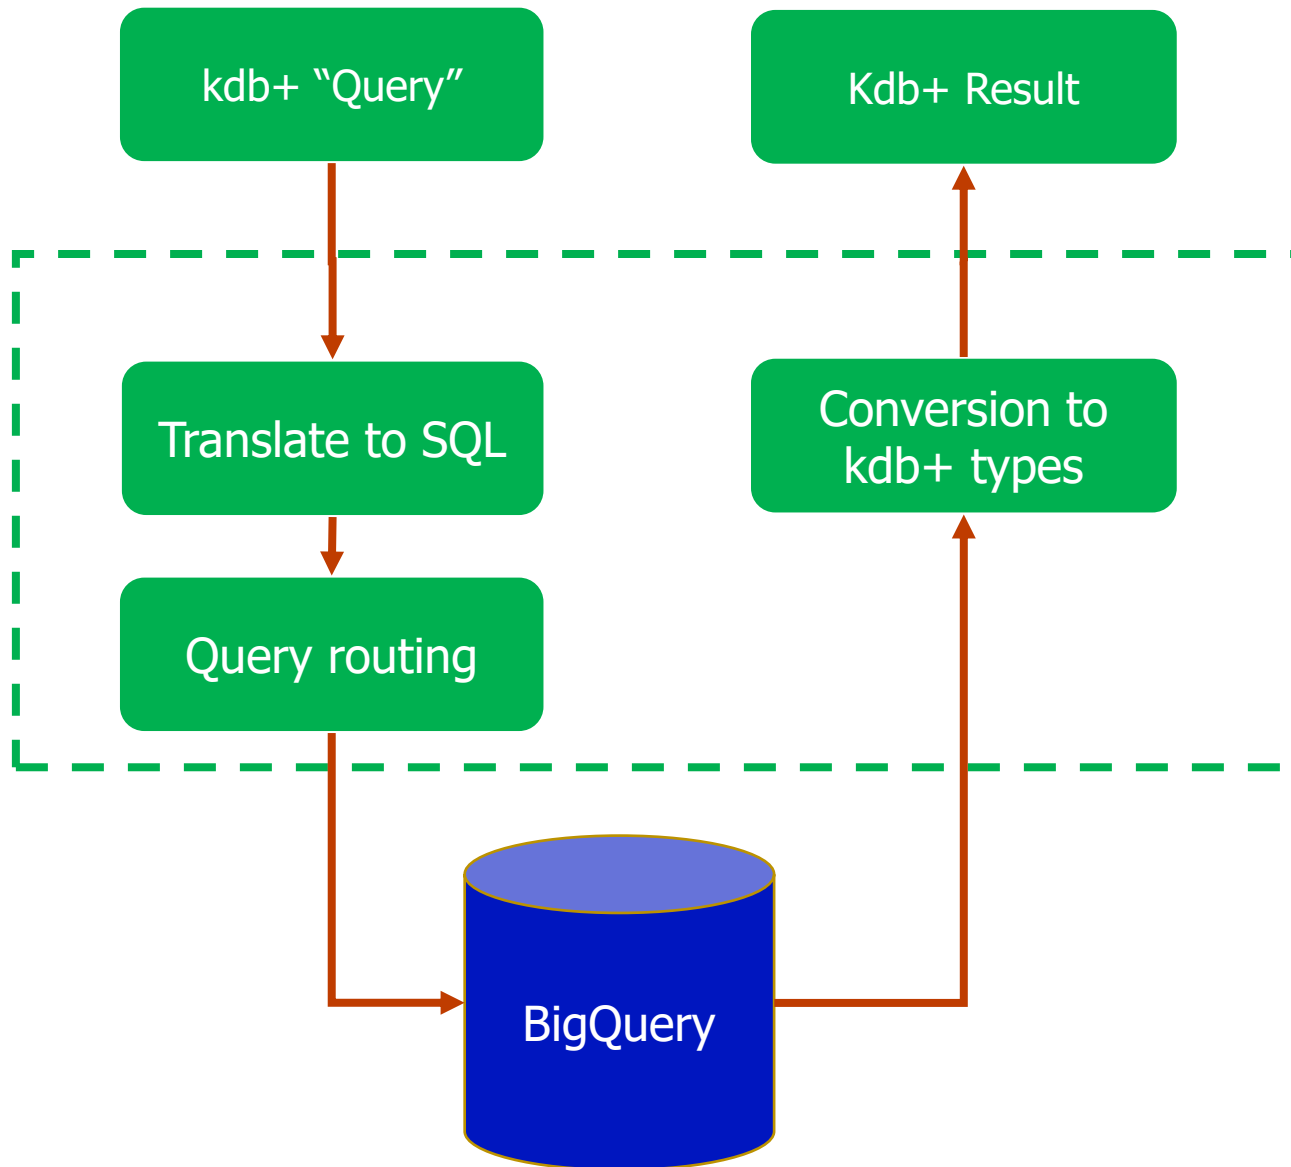 kdb+ “Query”
Kdb+ Result
Translate to SQL
Conversion to
kdb+ types
Query routing
BigQuery